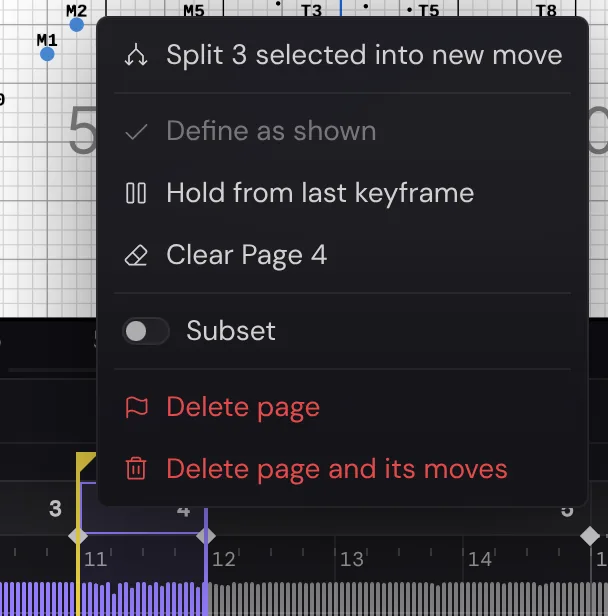 M2
M5
T3
T5
T8
M1
Split 3 selected into new move
Define as shown
Hold from last keyframe
Clear Page 4
Subset
Delete page
Delete page and its moves
3
4
5
11
12
13
14